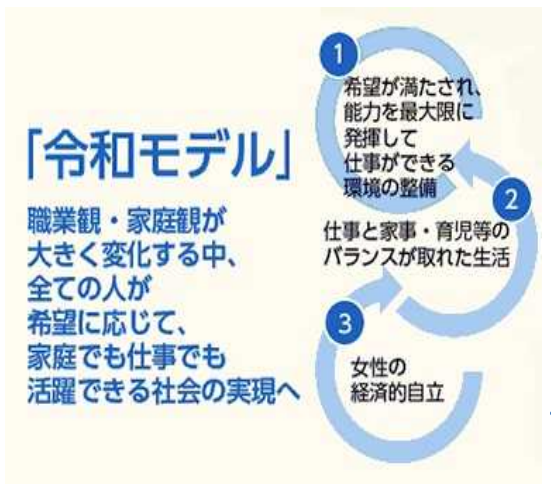 「令和モデル」
職業観・家庭観が
大きく変化する中、
全ての人が
希望に応じて、
家庭でも仕事でも
活躍できる社会の実現へ
1
希望が満たされ、
能力を最大限に
発揮して
仕事ができる
環境の整備
2
仕事と家事・育児等の
バランスが取れた生活
3
女性の
経済的自立